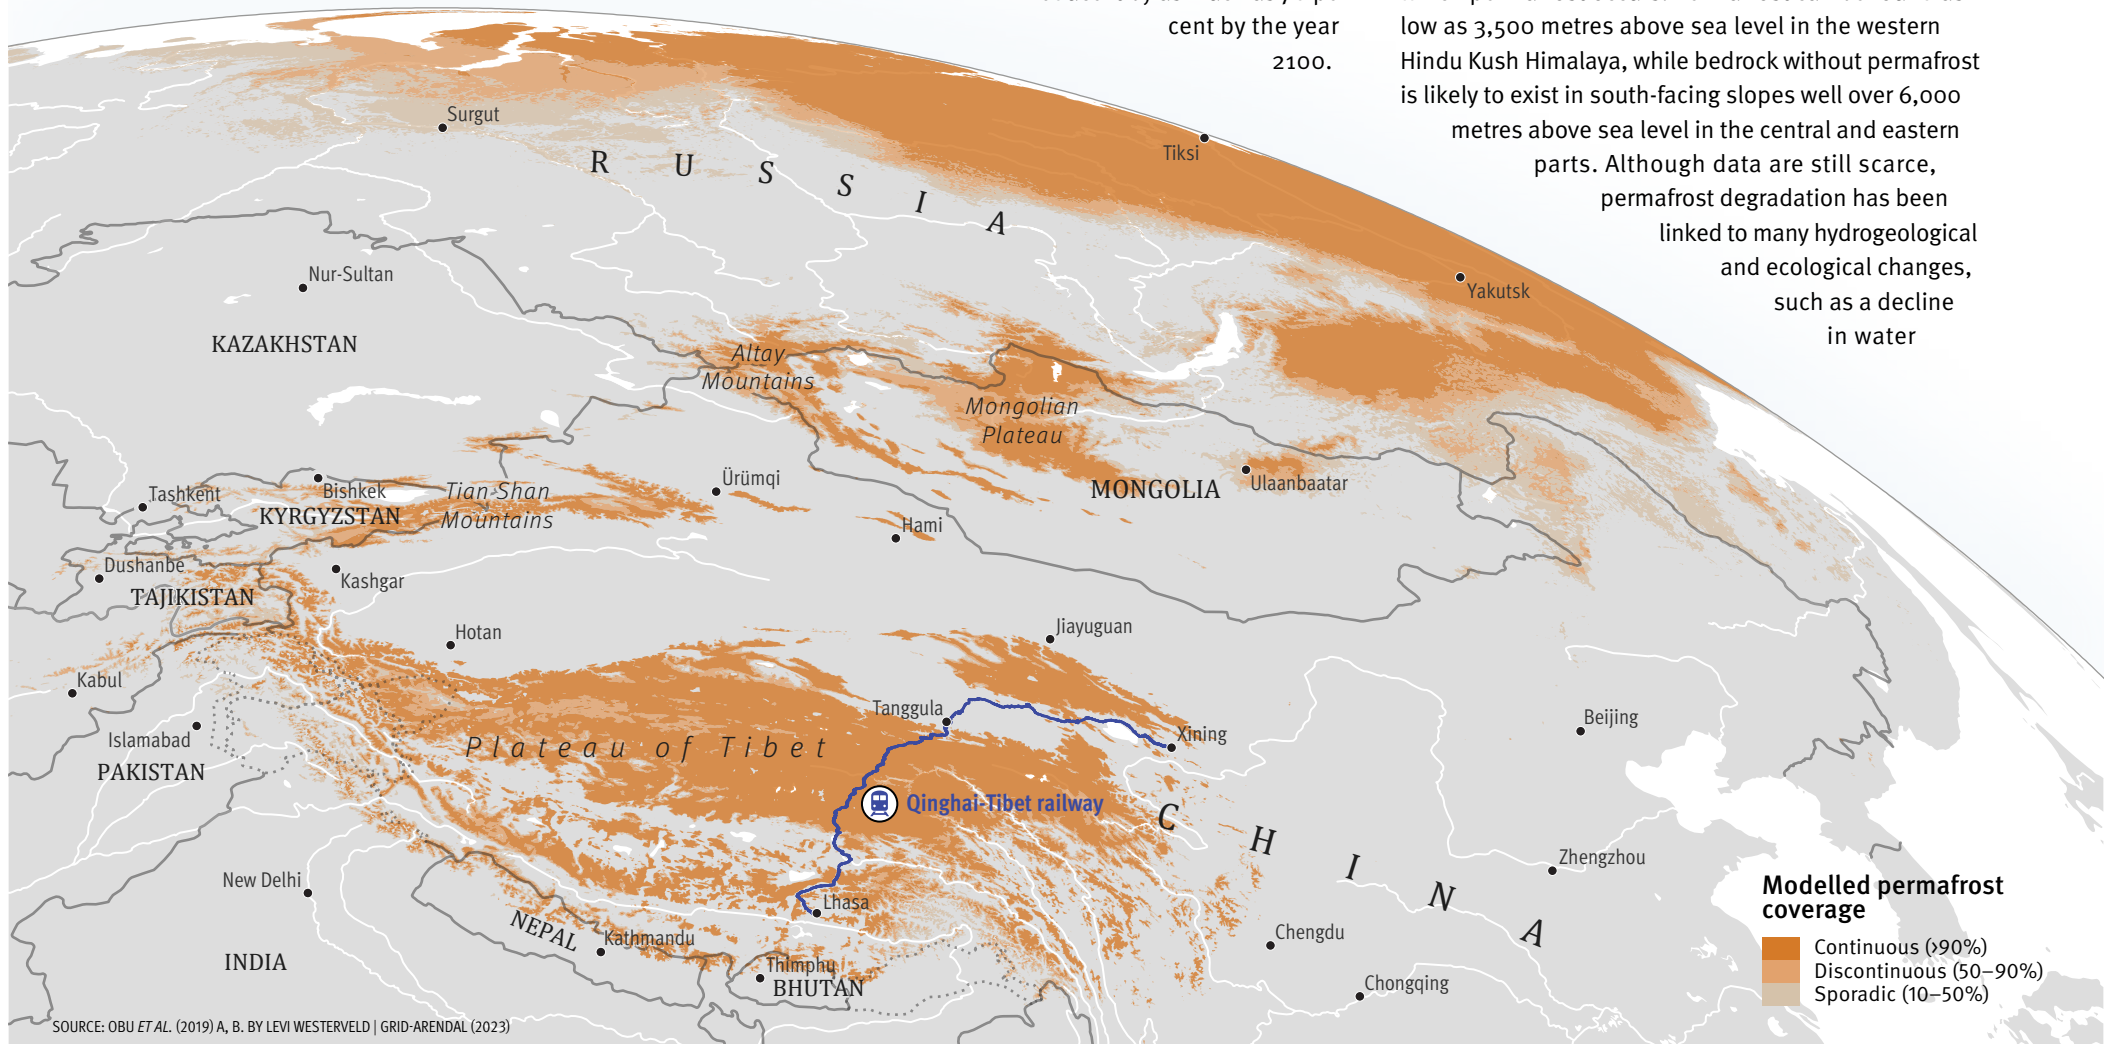 cent by the year
2100.
low as 3,500 metres above sea level in the western
Hindu Kush Himalaya, while bedrock without permafrost
is likely to exist in south-facing slopes well over 6,000
metres above sea level in the central and eastern
parts. Although data are still scarce,
permafrost degradation has been
linked to many hydrogeological
and ecological changes,
such as a decline
in water
Surgut
Tiksi
RUSSIA
Yakutsk
Nur-Sultan
KAZAKHSTAN
Altay
Mountains
Mongolian
Plateau
MONGOLIA
Ulaanbaatar
Tashkent
Bishkek
KYRGYZSTAN
Tian-Shan
Mountains
Ürümqi
Hami
Dushanbe
TAJIKISTAN
Kashgar
Hotan
Jiayuguan
Kabul
Islamabad
PAKISTAN
Plateau of Tibet
Tanggula
Xining
Beijing
Qinghai-Tibet railway
CHINA
Zhengzhou
New Delhi
Lhasa
NEPAL
Kathmandu
Thimphu
BHUTAN
INDIA
Chengdu
Chongqing
Modelled permafrost
coverage
Continuous (>90%)
Discontinuous (50–90%)
Sporadic (10–50%)
SOURCE: OBU ET AL. (2019) A, B. BY LEVI WESTERVELD | GRID-ARENDAL (2023)